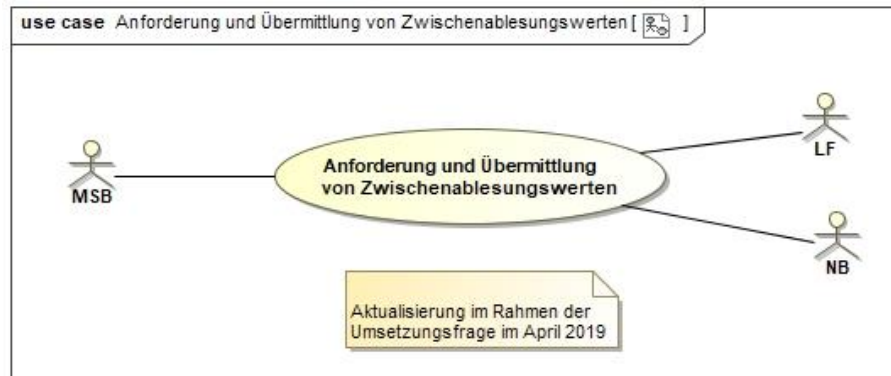 use case Anforderung und Übermittlung von Zwischenablesungswerten [ ]
LF
Anforderung und Übermittlung
von Zwischenablesungswerten
MSB
NB
Aktualisierung im Rahmen der
Umsetzungsfrage im April 2019